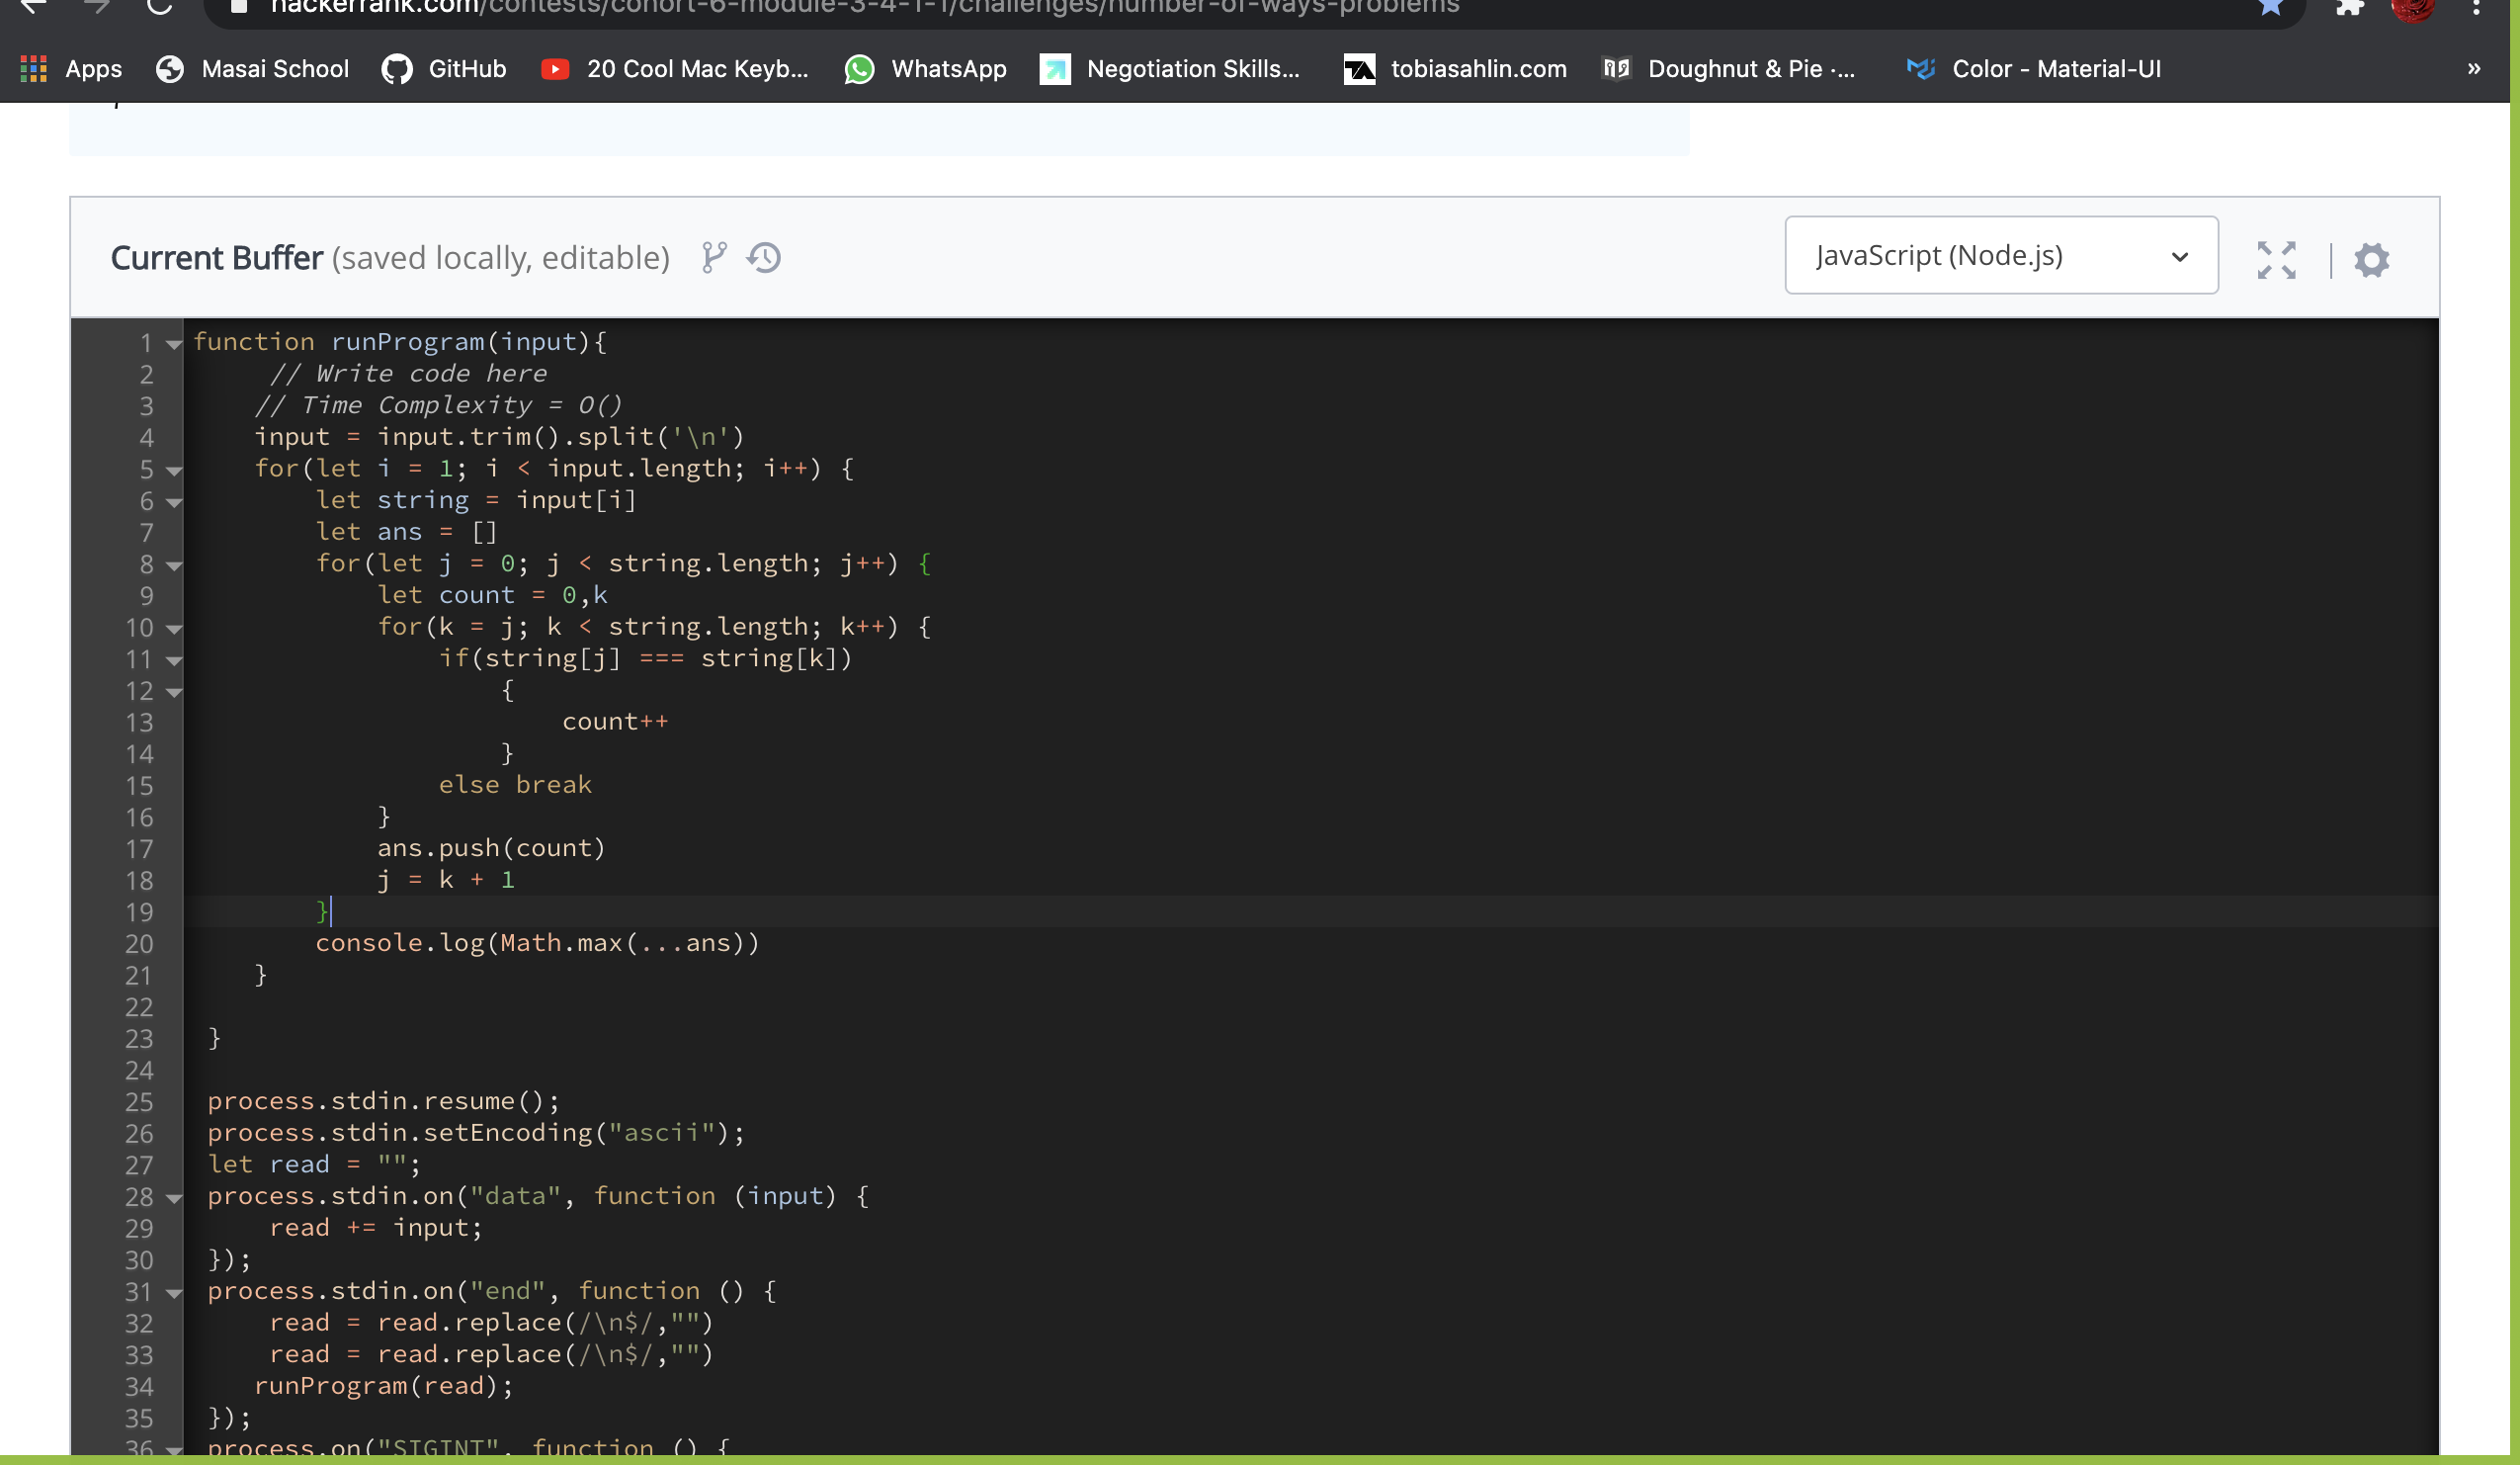 hackerrank.com/contests/cohort-6-module-3-4-1-1/challenges/number-of-ways-problems
Apps Masai School GitHub 20 Cool Mac Keyb... WhatsApp Negotiation Skills... tobiasahlin.com Doughnut & Pie ·... Color - Material-UI »
Current Buffer (saved locally, editable) JavaScript (Node.js)
1 function runProgram(input){
2 // Write code here
3 // Time Complexity = O()
4 input = input.trim().split('\n')
5 for(let i = 1; i < input.length; i++) {
6 let string = input[i]
7 let ans = []
8 for(let j = 0; j < string.length; j++) {
9 let count = 0,k
10 for(k = j; k < string.length; k++) {
11 if(string[j] === string[k])
12 {
13 count++
14 }
15 else break
16 }
17 ans.push(count)
18 j = k + 1
19 }
20 console.log(Math.max(...ans))
21 }
22
23 }
24
25 process.stdin.resume();
26 process.stdin.setEncoding("ascii");
27 let read = "";
28 process.stdin.on("data", function (input) {
29 read += input;
30 });
31 process.stdin.on("end", function () {
32 read = read.replace(/\n$/,"")
33 read = read.replace(/\n$/,"")
34 runProgram(read);
35 });
36 process.on("SIGINT", function () {